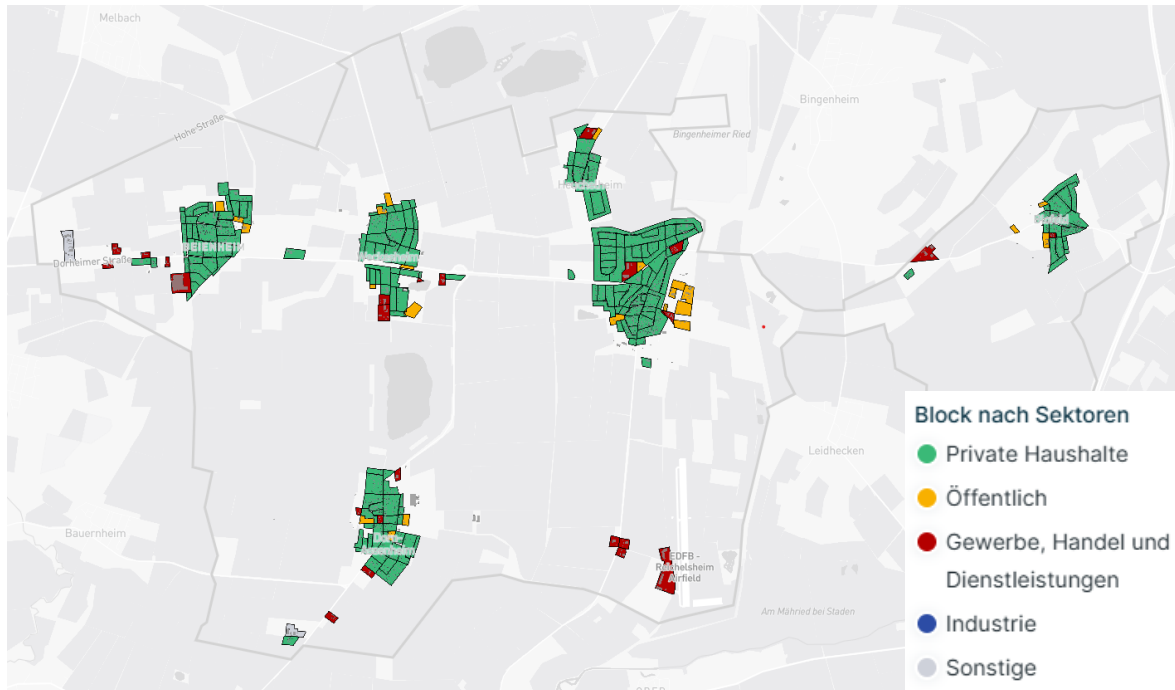 Melbach
Bingenheim
Hohe Straße
Bingenheimer Ried
BEIENHEIM
Dorheimer Straße
Block nach Sektoren
Private Haushalte
Öffentlich
Gewerbe, Handel und
Dienstleistungen
Industrie
Sonstige
Leidhecken
Bauernheim
EDFB -
Reichelsheim
Airfield
Am Mähried bei Staden